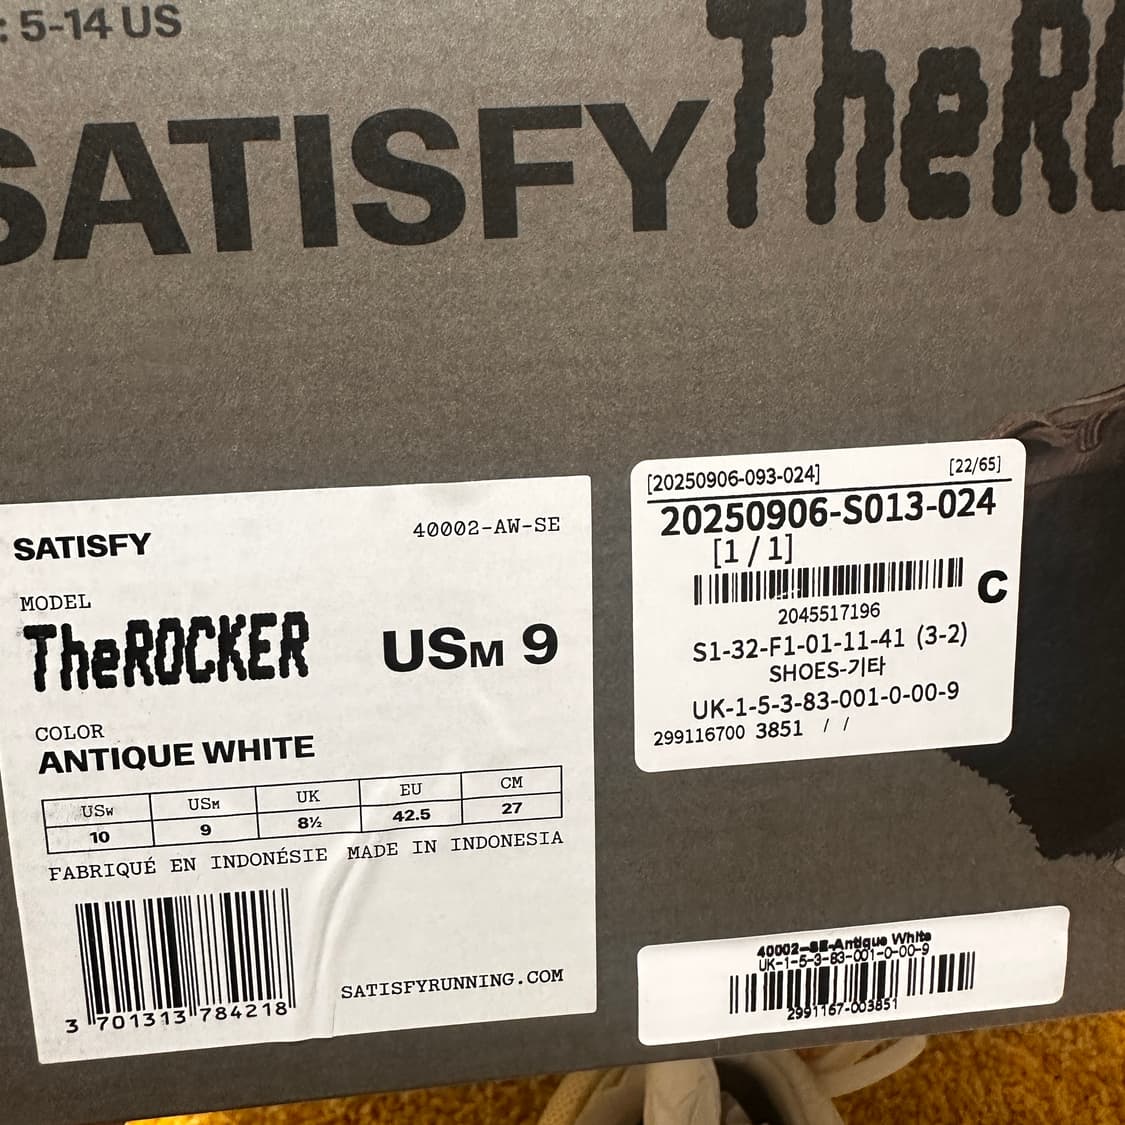 : 5-14 US
SATISFY TheRO
SATISFY
40002-AW-SE
MODEL
TheROCKER
USM 9
COLOR
ANTIQUE WHITE
USW USM UK EU CM
10 9 8½ 42.5 27
FABRIQUÉ EN INDONÉSIE MADE IN INDONESIA
3 701313 784218
SATISFYRUNNING.COM
[20250906-093-024] [22/65]
20250906-S013-024
[1 / 1]
C
2045517196
S1-32-F1-01-11-41 (3-2)
SHOES-기타
UK-1-5-3-83-001-0-00-9
299116700 3851 / /
40002-SE-Antique White
UK-1-5-3-83-001-0-00-9
2991167-003851